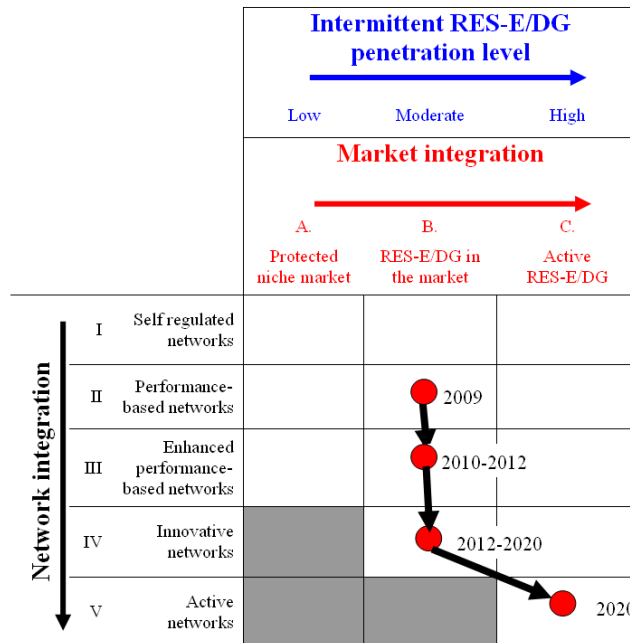 Intermittent RES-E/DG
penetration level
Low Moderate High
Market integration
A. B. C.
Protected
niche market
RES-E/DG in
the market
Active
RES-E/DG
Network integration
I Self regulated
networks
II Performance-
based networks
2009
III Enhanced
performance-
based networks
2010-2012
IV Innovative
networks
2012-2020
V Active
networks
2020